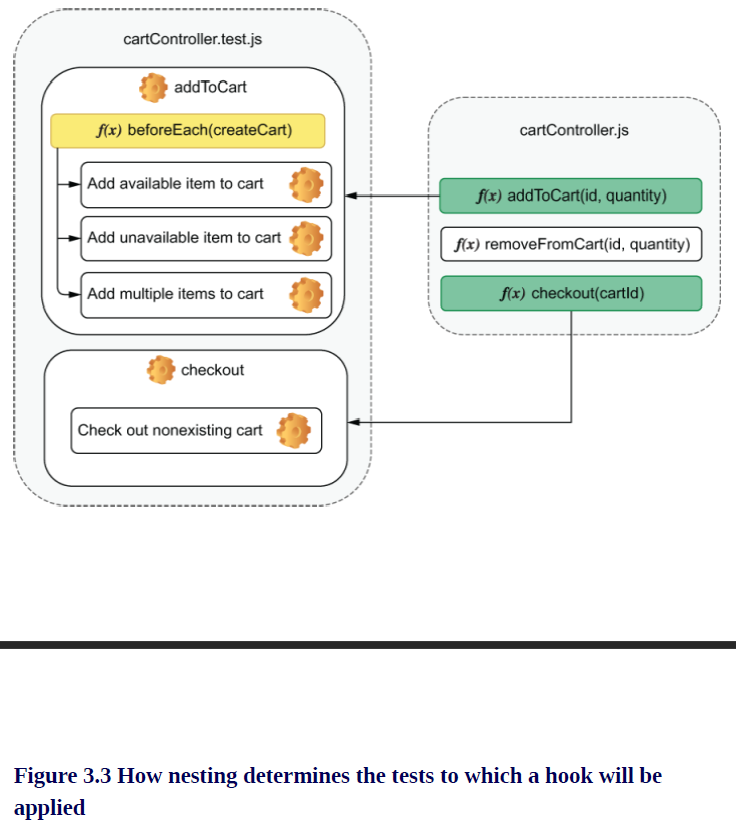 cartController.test.js
addToCart
f(x) beforeEach(createCart)
Add available item to cart
Add unavailable item to cart
Add multiple items to cart
checkout
Check out nonexisting cart
cartController.js
f(x) addToCart(id, quantity)
f(x) removeFromCart(id, quantity)
f(x) checkout(cartId)
Figure 3.3 How nesting determines the tests to which a hook will be
applied